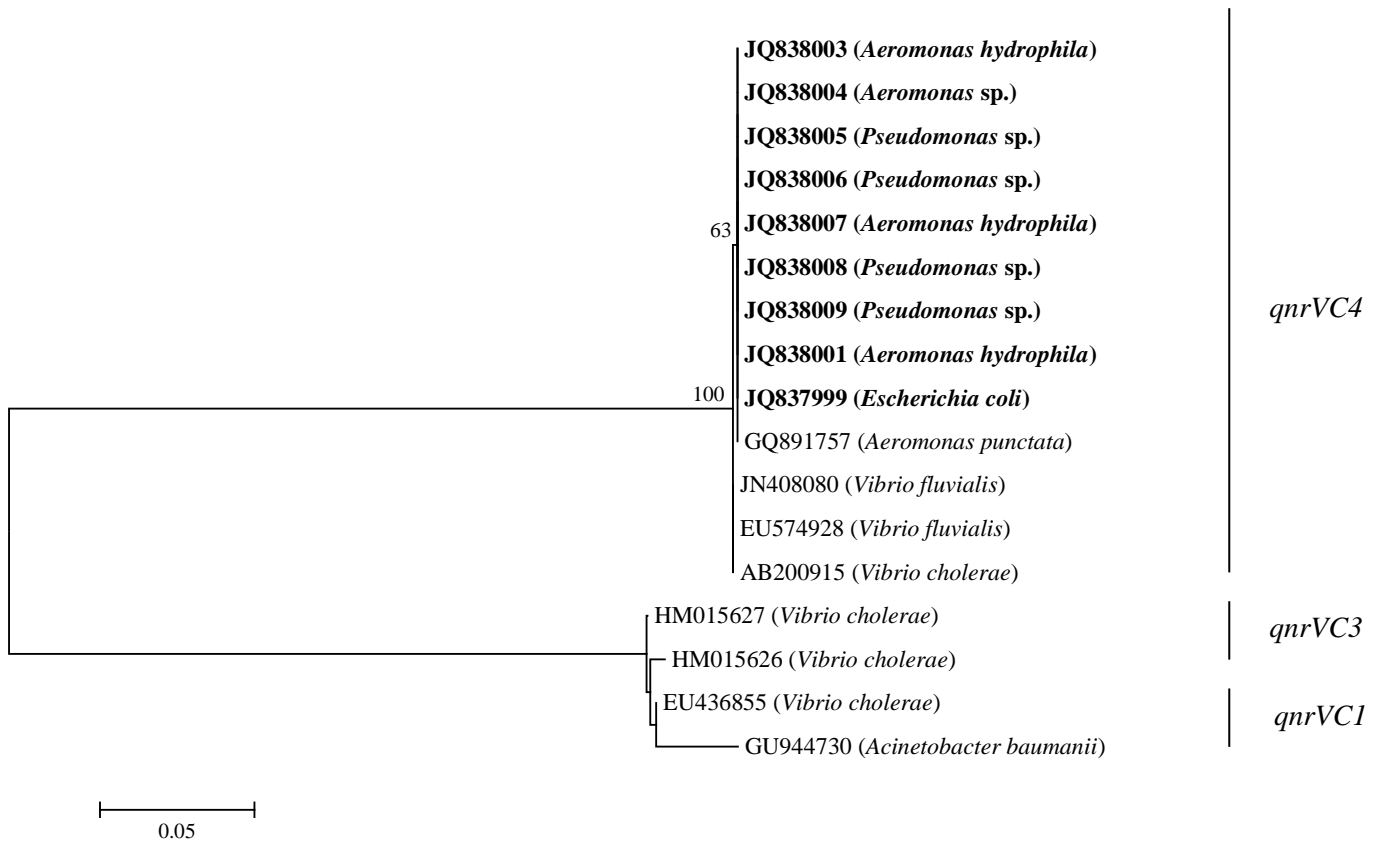 JQ838003 (Aeromonas hydrophila)
JQ838004 (Aeromonas sp.)
JQ838005 (Pseudomonas sp.)
JQ838006 (Pseudomonas sp.)
JQ838007 (Aeromonas hydrophila)
63
JQ838008 (Pseudomonas sp.)
JQ838009 (Pseudomonas sp.)
qnrVC4
JQ838001 (Aeromonas hydrophila)
100
JQ837999 (Escherichia coli)
GQ891757 (Aeromonas punctata)
JN408080 (Vibrio fluvialis)
EU574928 (Vibrio fluvialis)
AB200915 (Vibrio cholerae)
HM015627 (Vibrio cholerae)
qnrVC3
HM015626 (Vibrio cholerae)
EU436855 (Vibrio cholerae)
qnrVC1
GU944730 (Acinetobacter baumanii)
0.05